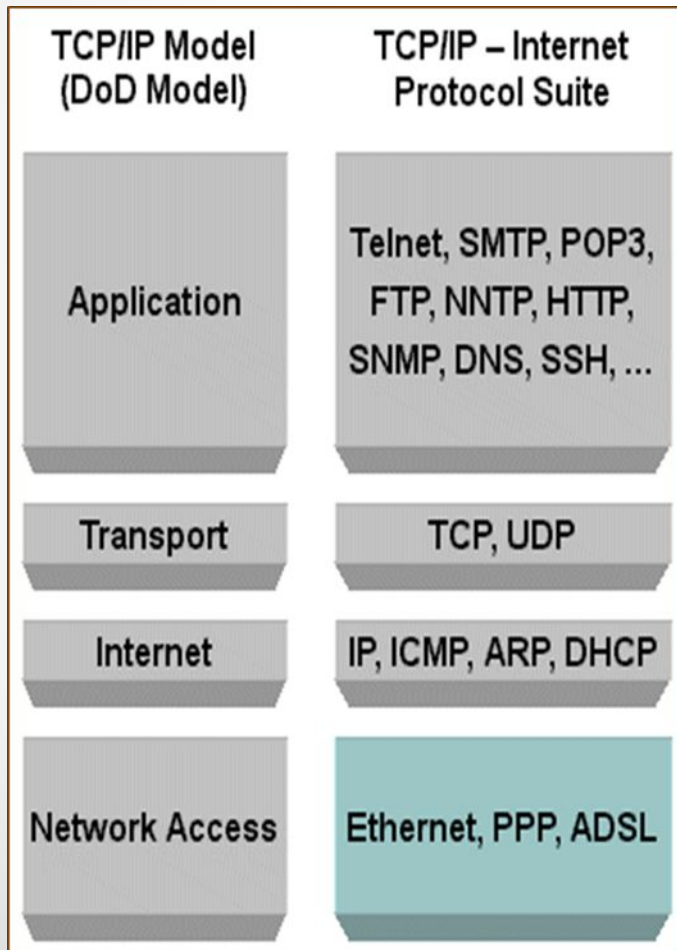 TCP/IP Model
(DoD Model)
TCP/IP – Internet
Protocol Suite
Application
Telnet, SMTP, POP3,
FTP, NNTP, HTTP,
SNMP, DNS, SSH, ...
Transport
TCP, UDP
Internet
IP, ICMP, ARP, DHCP
Network Access
Ethernet, PPP, ADSL